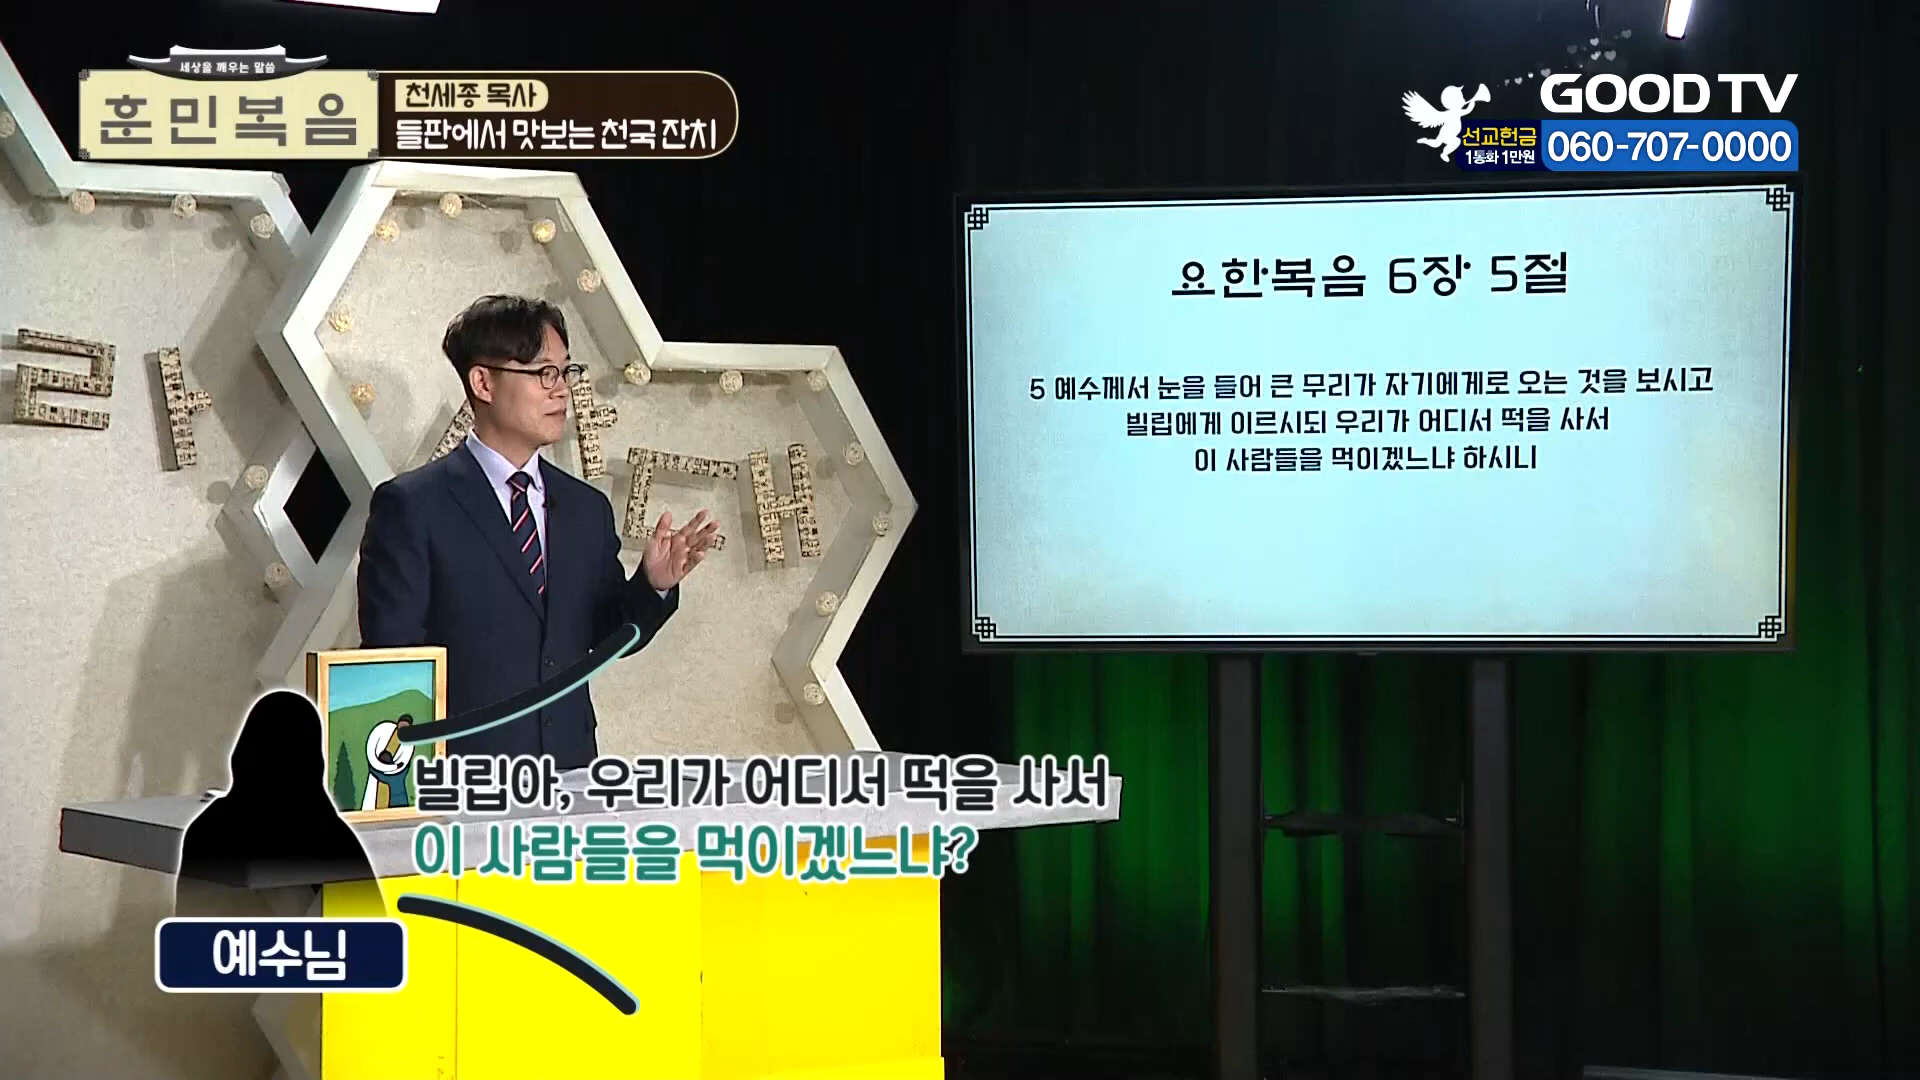 세상을 깨우는 말씀
훈민복음
천세종 목사
들판에서 맛보는 천국 잔치
GOOD TV
선교헌금
1통화 1만원
060-707-0000
요한복음 6장 5절
5 예수께서 눈을 들어 큰 무리가 자기에게로 오는 것을 보시고
빌립에게 이르시되 우리가 어디서 떡을 사서
이 사람들을 먹이겠느냐 하시니
빌립아, 우리가 어디서 떡을 사서
이 사람들을 먹이겠느냐?
예수님